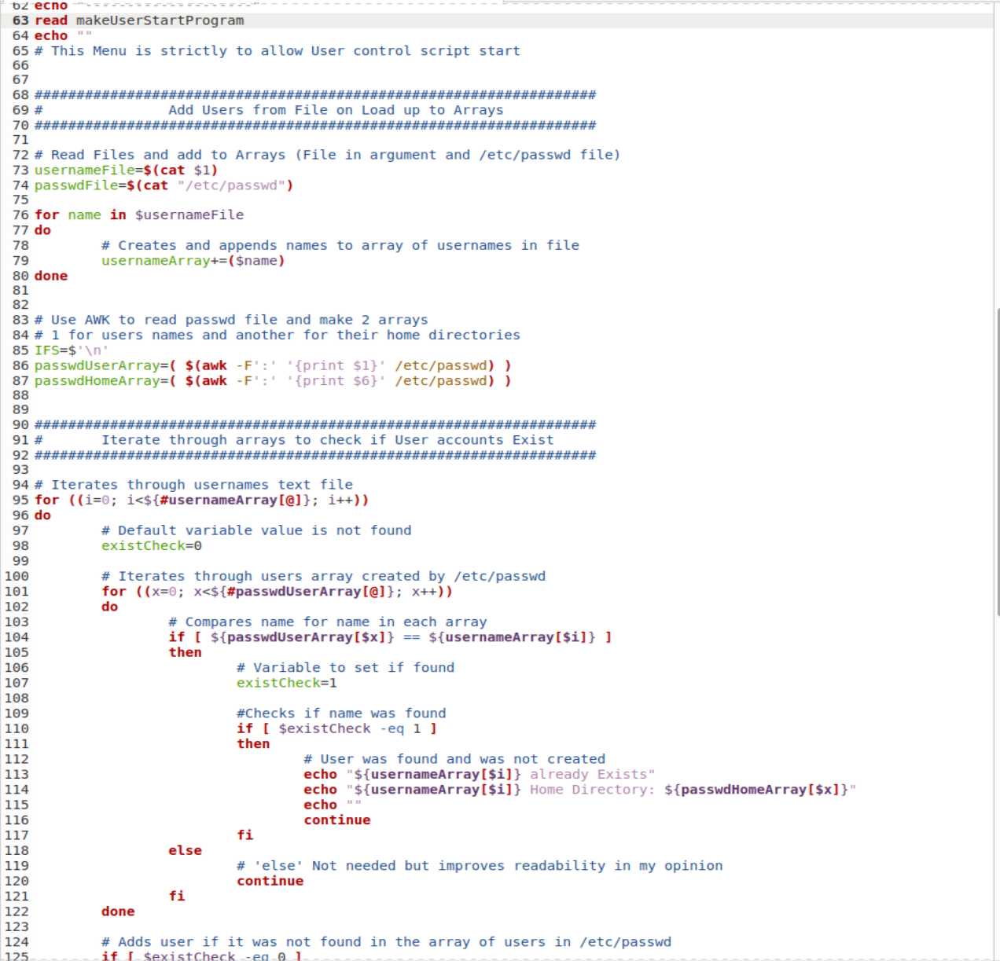 62 echo "--------------------"
63 read makeUserStartProgram
64 echo ""
65 # This Menu is strictly to allow User control script start
66
67
68 ###################################################################
69 #               Add Users from File on Load up to Arrays
70 ###################################################################
71
72 # Read Files and add to Arrays (File in argument and /etc/passwd file)
73 usernameFile=$(cat $1)
74 passwdFile=$(cat "/etc/passwd")
75
76 for name in $usernameFile
77 do
78         # Creates and appends names to array of usernames in file
79         usernameArray+=($name)
80 done
81
82
83 # Use AWK to read passwd file and make 2 arrays
84 # 1 for users names and another for their home directories
85 IFS=$'\n'
86 passwdUserArray=( $(awk -F':' '{print $1}' /etc/passwd) )
87 passwdHomeArray=( $(awk -F':' '{print $6}' /etc/passwd) )
88
89
90 ###################################################################
91 #       Iterate through arrays to check if User accounts Exist
92 ###################################################################
93
94 # Iterates through usernames text file
95 for ((i=0; i<${#usernameArray[@]}; i++))
96 do
97         # Default variable value is not found
98         existCheck=0
99
100         # Iterates through users array created by /etc/passwd
101         for ((x=0; x<${#passwdUserArray[@]}; x++))
102         do
103                 # Compares name for name in each array
104                 if [ ${passwdUserArray[$x]} == ${usernameArray[$i]} ]
105                 then
106                         # Variable to set if found
107                         existCheck=1
108
109                         #Checks if name was found
110                         if [ $existCheck -eq 1 ]
111                         then
112                                 # User was found and was not created
113                                 echo "${usernameArray[$i]} already Exists"
114                                 echo "${usernameArray[$i]} Home Directory: ${passwdHomeArray[$x]}"
115                                 echo ""
116                                 continue
117                         fi
118                 else
119                         # 'else' Not needed but improves readability in my opinion
120                         continue
121                 fi
122         done
123
124         # Adds user if it was not found in the array of users in /etc/passwd
125         if [ $existCheck -eq 0 ]